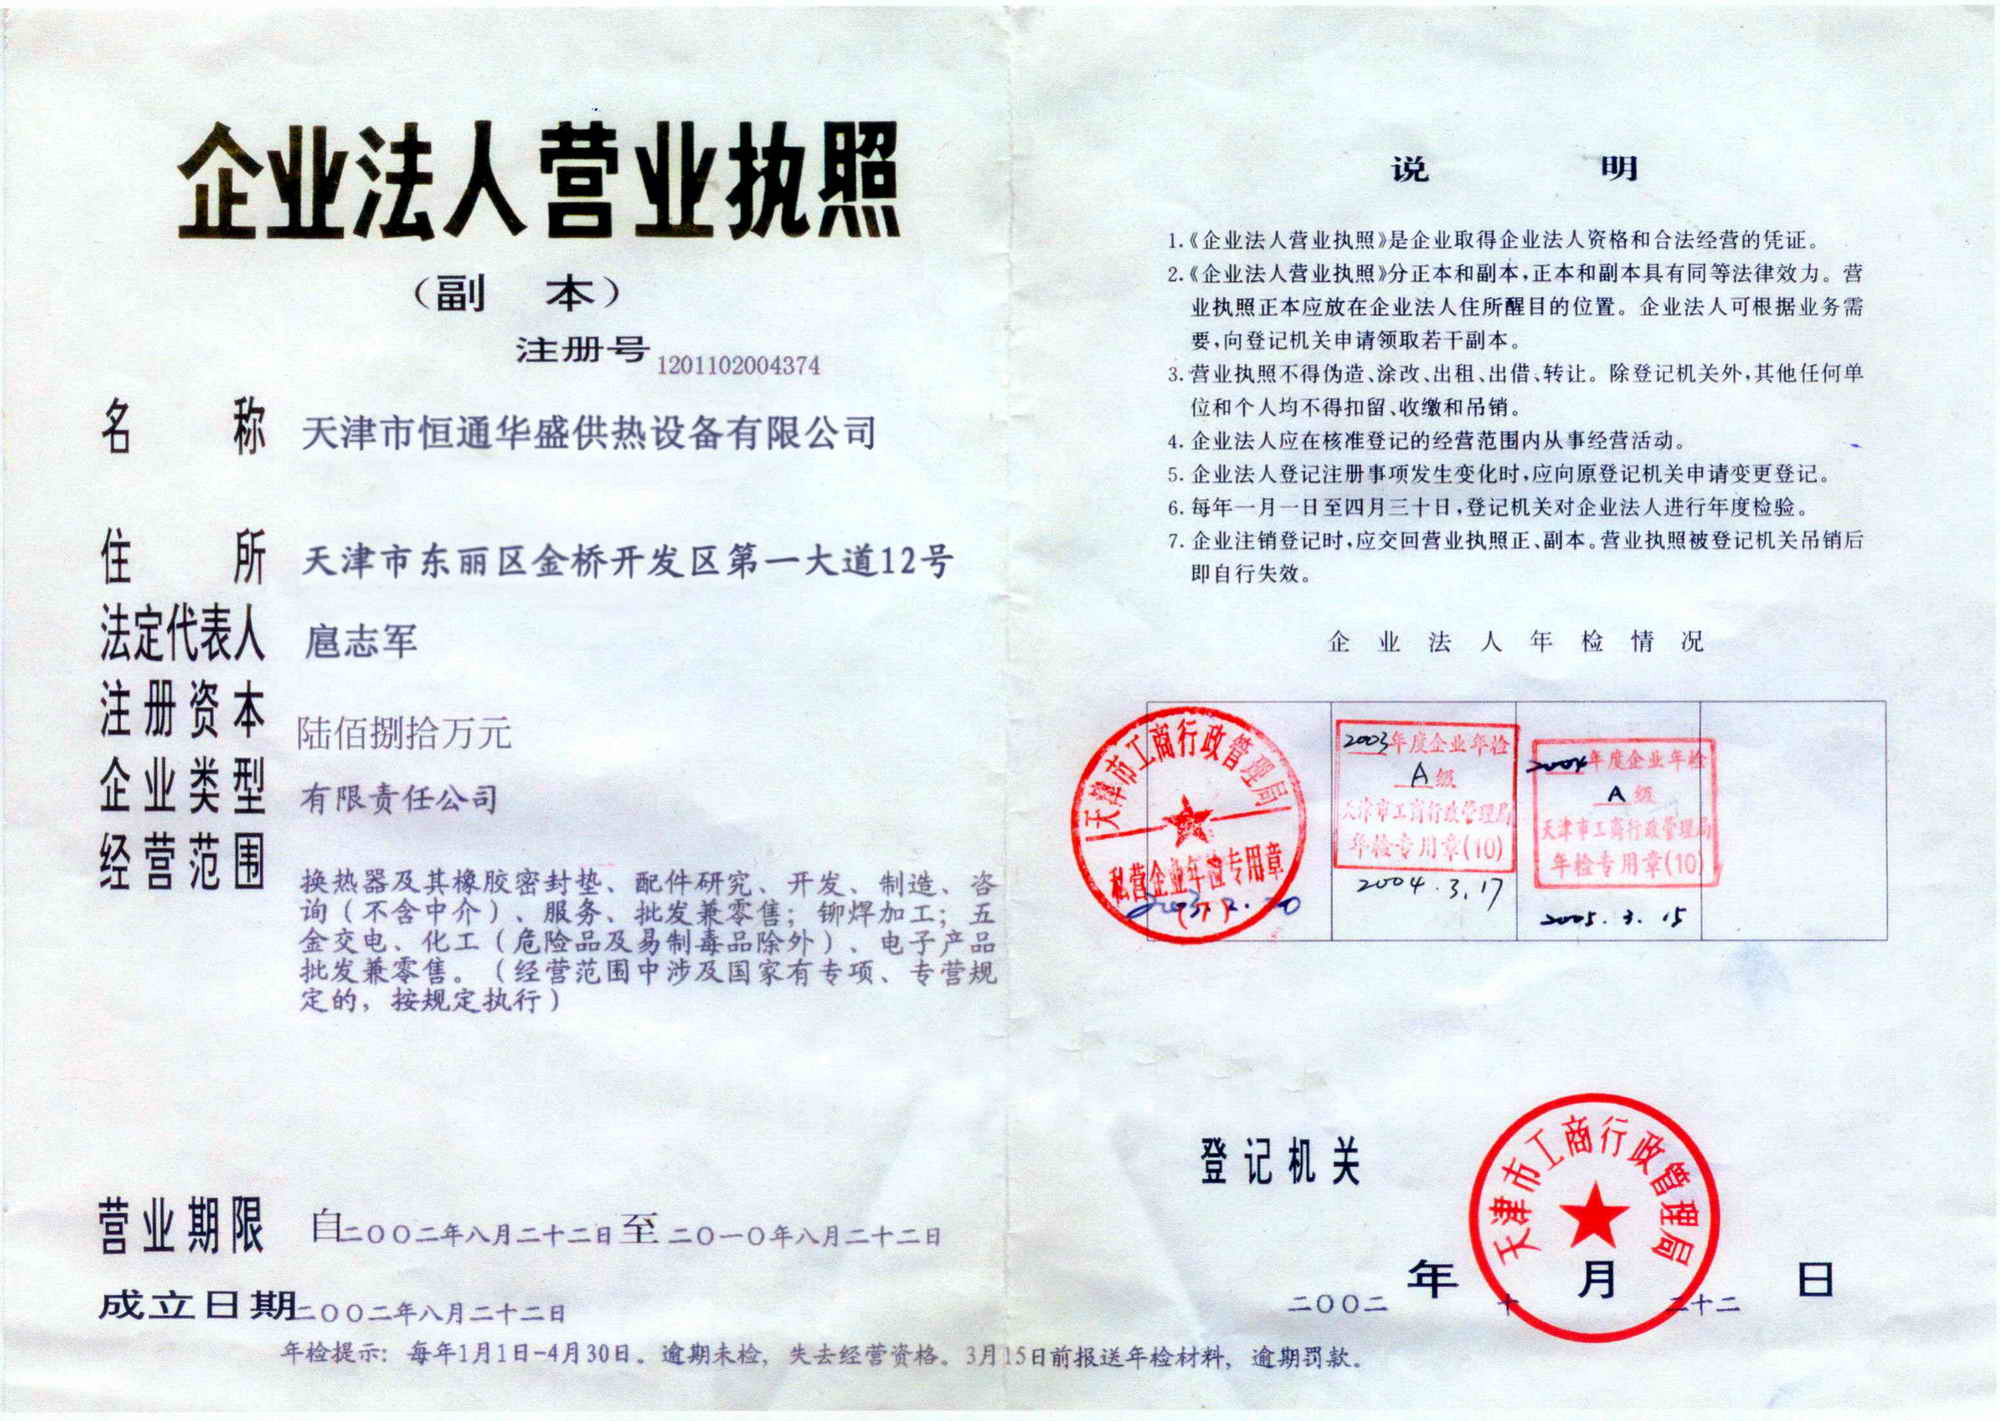 企业法人营业执照
（副 本）
注册号 1201102004374
名 称 天津市恒通华盛供热设备有限公司
住 所 天津市东丽区金桥开发区第一大道12号
法定代表人 扈志军
注册资本 陆佰捌拾万元
企业类型 有限责任公司
经营范围
换热器及其橡胶密封垫、配件研究、开发、制造、咨
询（不含中介）、服务、批发兼零售；铆焊加工；五
金交电、化工（危险品及易制毒品除外）、电子产品
批发兼零售。（经营范围中涉及国家有专项、专营规
定的，按规定执行）
营业期限 自二〇〇二年八月二十二日至二〇一〇年八月二十二日
成立日期二〇〇二年八月二十二日
年检提示：每年1月1日-4月30日。逾期未检，失去经营资格。3月15日前报送年检材料，逾期罚款。
说 明
1.《企业法人营业执照》是企业取得企业法人资格和合法经营的凭证。
2.《企业法人营业执照》分正本和副本，正本和副本具有同等法律效力。营
业执照正本应放在企业法人住所醒目的位置。企业法人可根据业务需
要，向登记机关申请领取若干副本。
3.营业执照不得伪造、涂改、出租、出借、转让。除登记机关外，其他任何单
位和个人均不得扣留、收缴和吊销。
4.企业法人应在核准登记的经营范围内从事经营活动。
5.企业法人登记注册事项发生变化时，应向原登记机关申请变更登记。
6.每年一月一日至四月三十日，登记机关对企业法人进行年度检验。
7.企业注销登记时，应交回营业执照正、副本。营业执照被登记机关吊销后
即自行失效。
企业法人年检情况
天津市工商行政管理局
私营企业年检专用章
2003年度企业年检
A级
天津市工商行政管理局
年检专用章(10)
2004.3.17
2004年度企业年检
A级
天津市工商行政管理局
年检专用章(10)
2005.3.15
登记机关
天津市工商行政管理局
二〇〇二 年 十 月 二十二 日